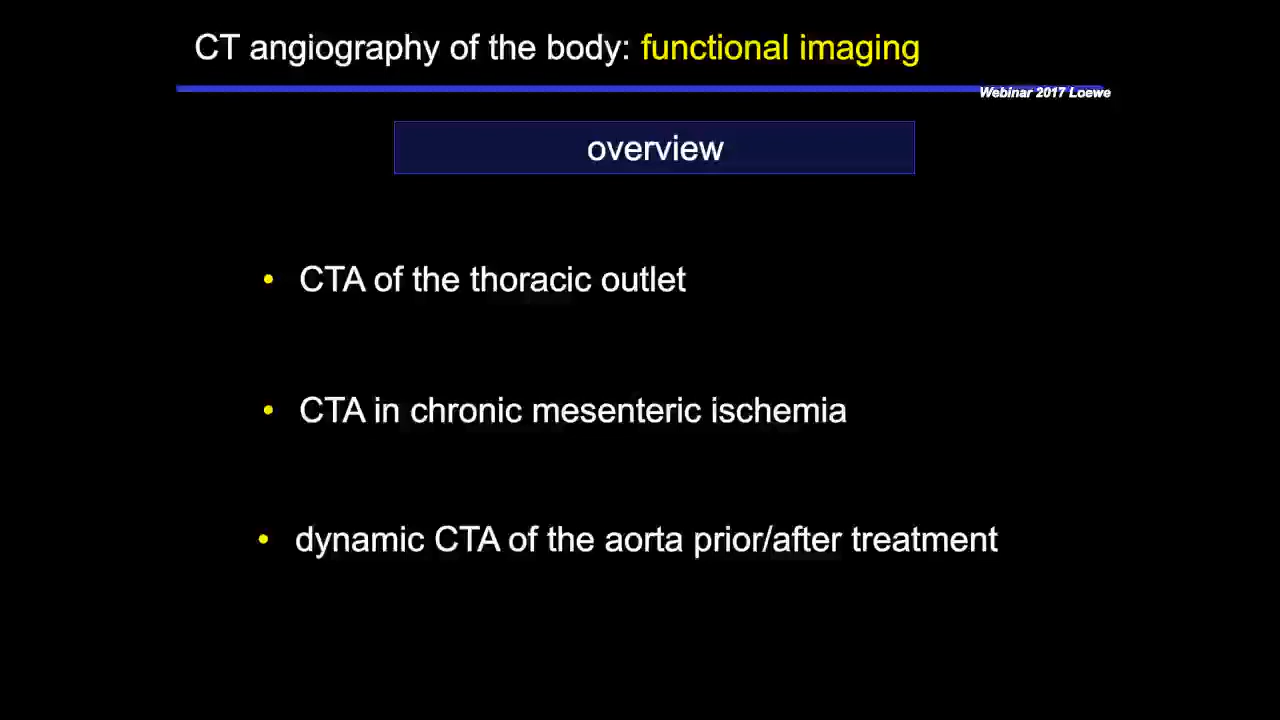 CT angiography of the body: functional imaging
Webinar 2017 Loewe
overview
• CTA of the thoracic outlet
• CTA in chronic mesenteric ischemia
• dynamic CTA of the aorta prior/after treatment